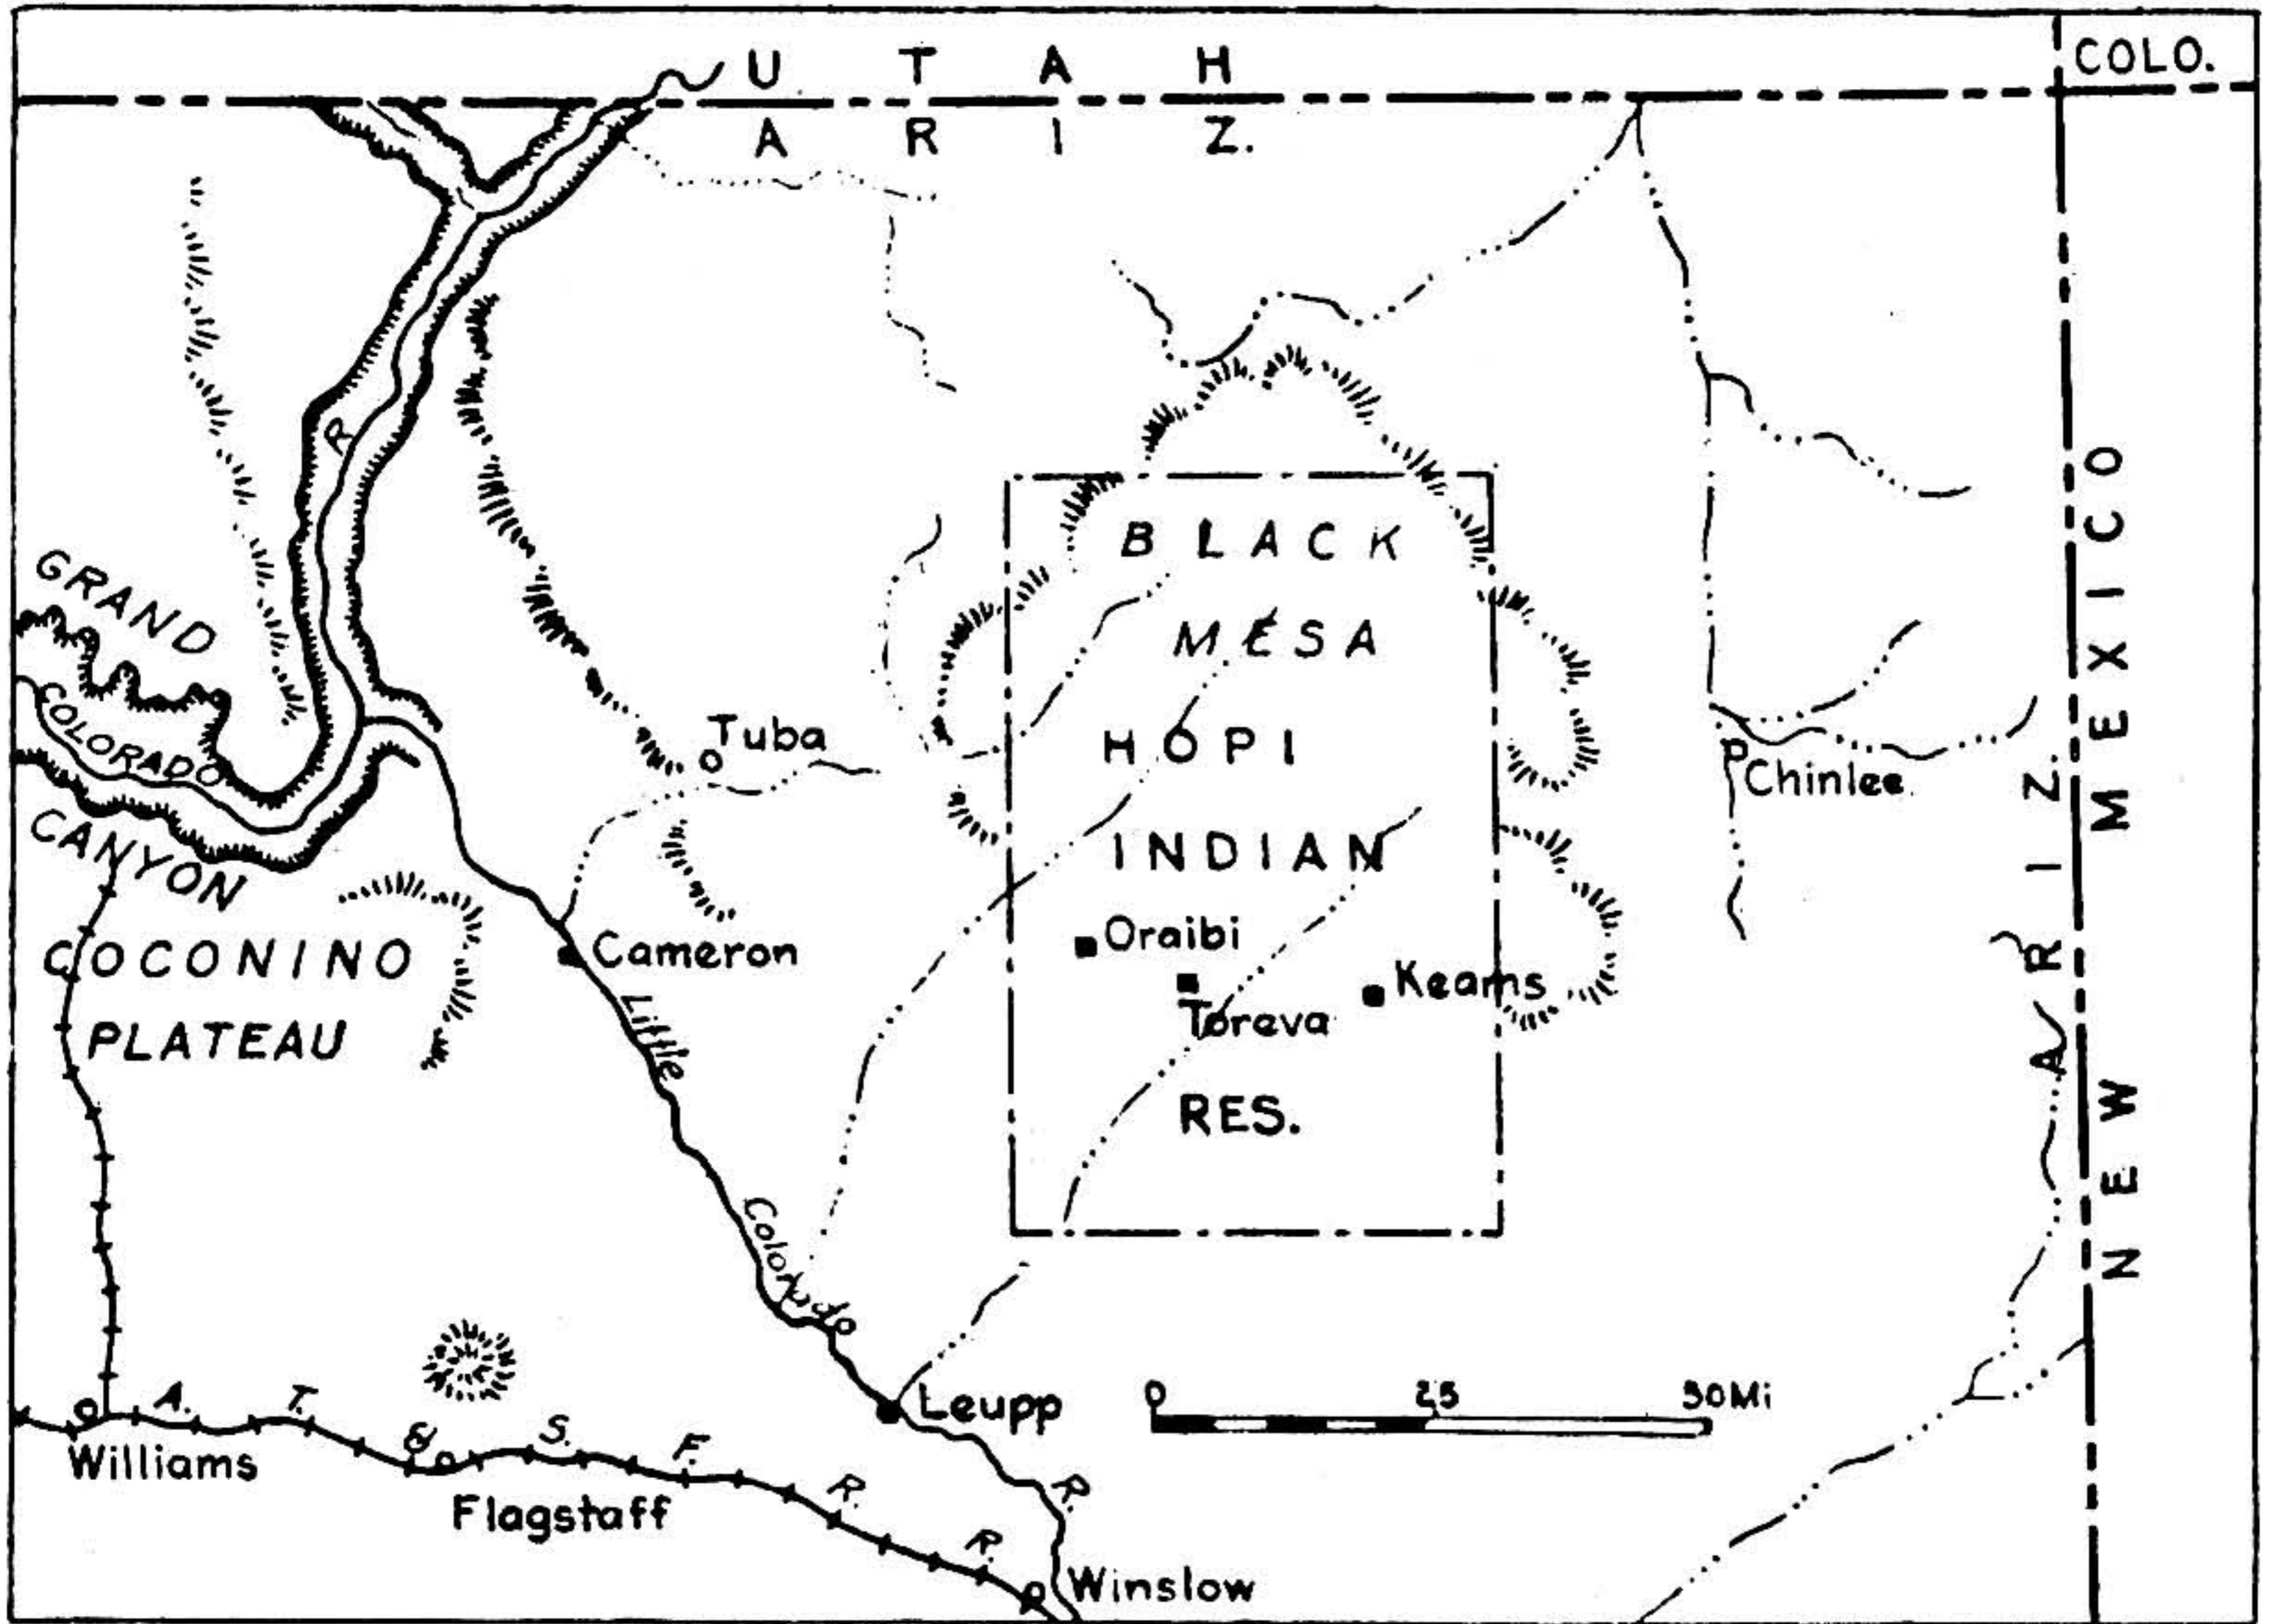 UTAH
COLO.
ARIZ.
R
GRAND
COLORADO
CANYON
BLACK
MESA
HOPI
INDIAN
RES.
Tuba
Chinlee
Oraibi
Toreva
Keams
COCONINO
PLATEAU
Cameron
Little
Colorado
R.
ARIZ.
NEW MEXICO
0 25 50Mi
Leupp
A. T. & S. F. R. R.
Williams
Flagstaff
Winslow